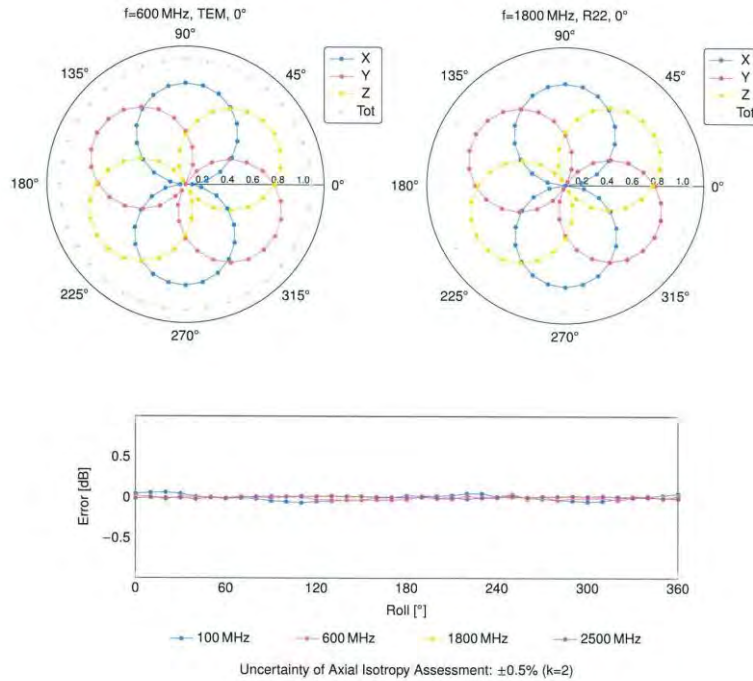 f=600 MHz, TEM, 0°
90°
135°
45°
180°
0.2 0.4 0.6 0.8 1.0
0°
225°
315°
270°
X
Y
Z
Tot
f=1800 MHz, R22, 0°
90°
135°
45°
180°
0.2 0.4 0.6 0.8 1.0
0°
225°
315°
270°
X
Y
Z
Tot
Error [dB]
0.5
0
−0.5
0 60 120 180 240 300 360
Roll [°]
100 MHz 600 MHz 1800 MHz 2500 MHz
Uncertainty of Axial Isotropy Assessment: ±0.5% (k=2)